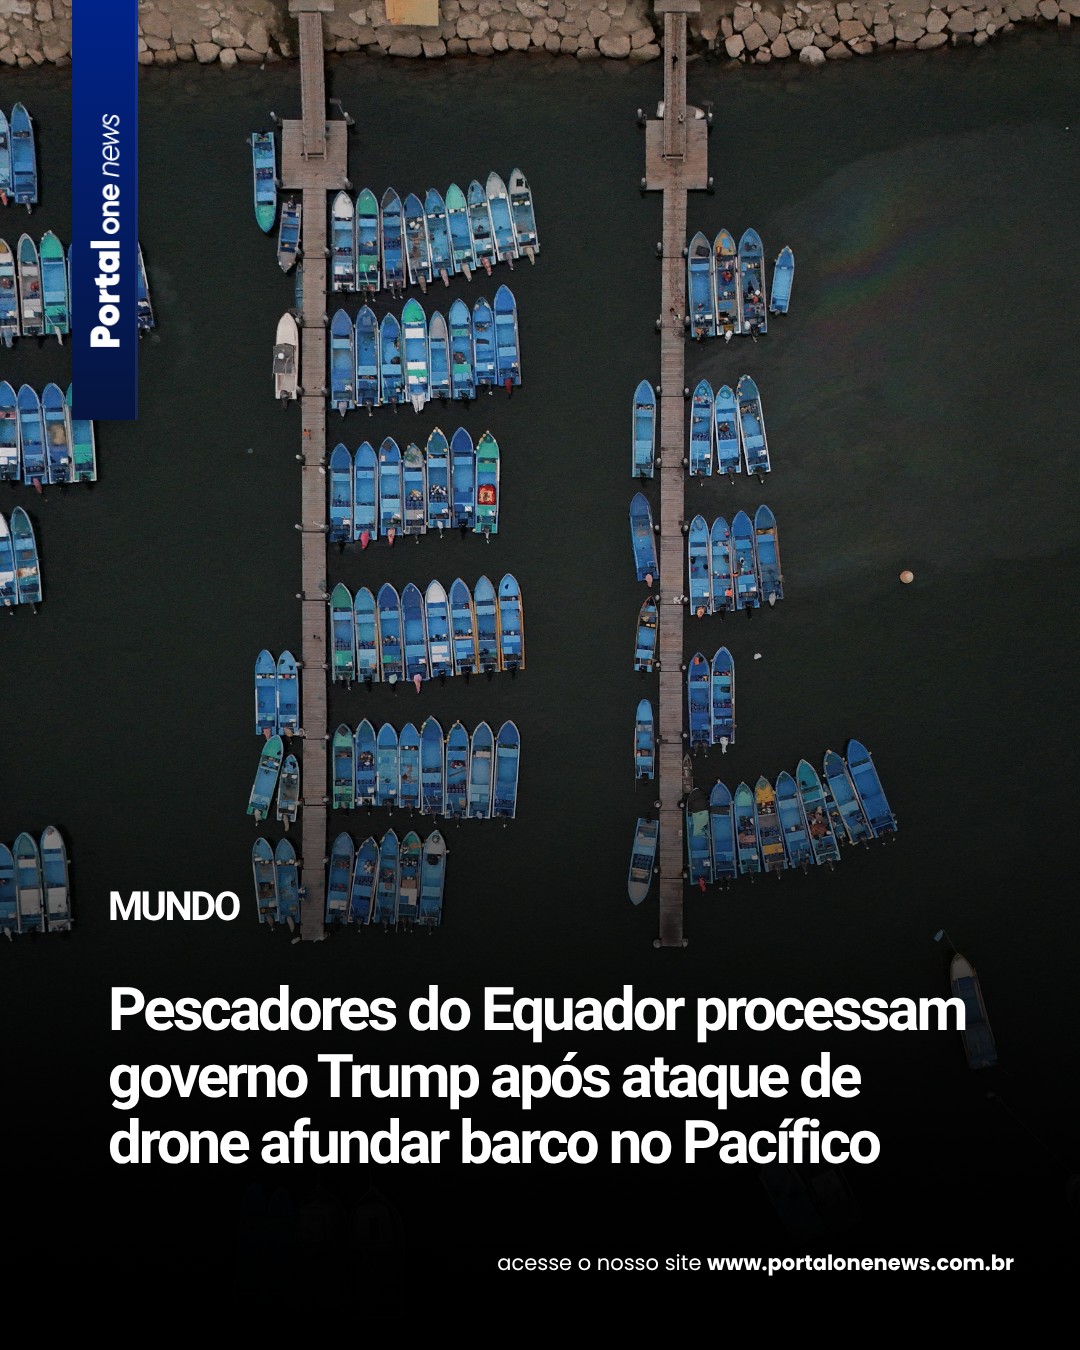 Portal one news
MUNDO
Pescadores do Equador processam
governo Trump após ataque de
drone afundar barco no Pacífico
acesse o nosso site www.portalonenews.com.br